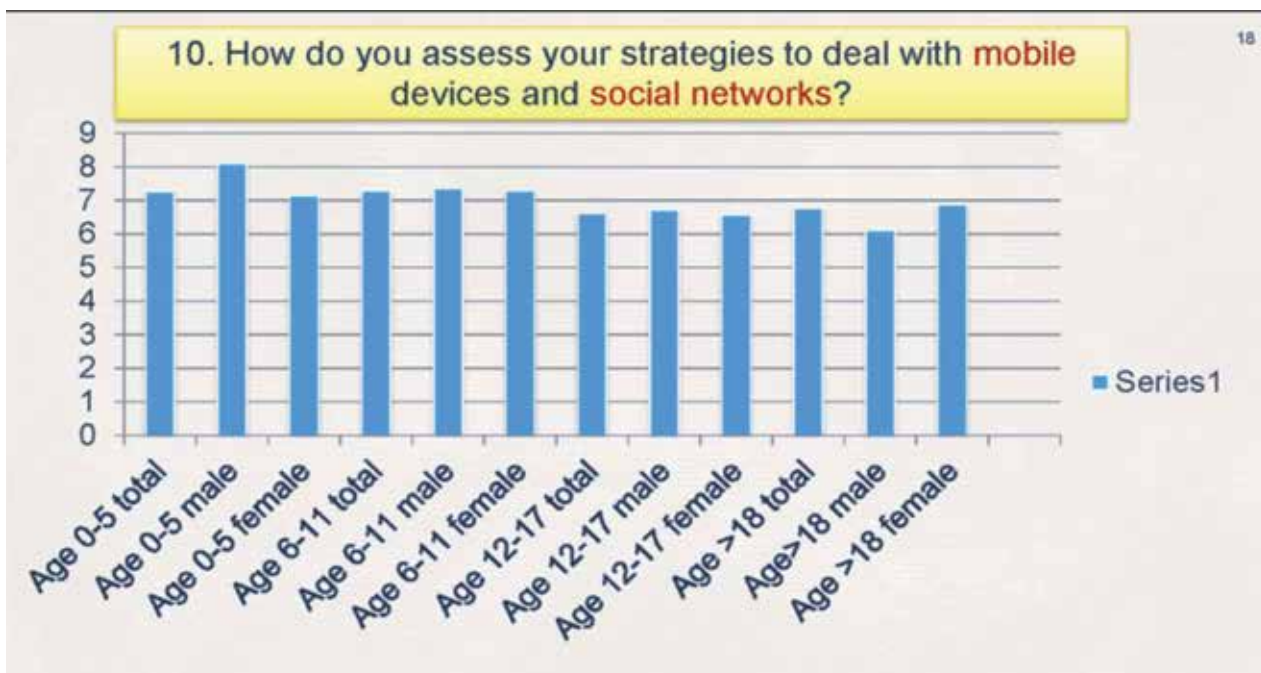 18
10. How do you assess your strategies to deal with mobile
devices and social networks?
9
8
7
6
5
4
3
2
1
0
Series1
Age 0-5 total
Age 0-5 male
Age 0-5 female
Age 6-11 total
Age 6-11 male
Age 6-11 female
Age 12-17 total
Age 12-17 male
Age 12-17 female
Age >18 total
Age>18 male
Age >18 female